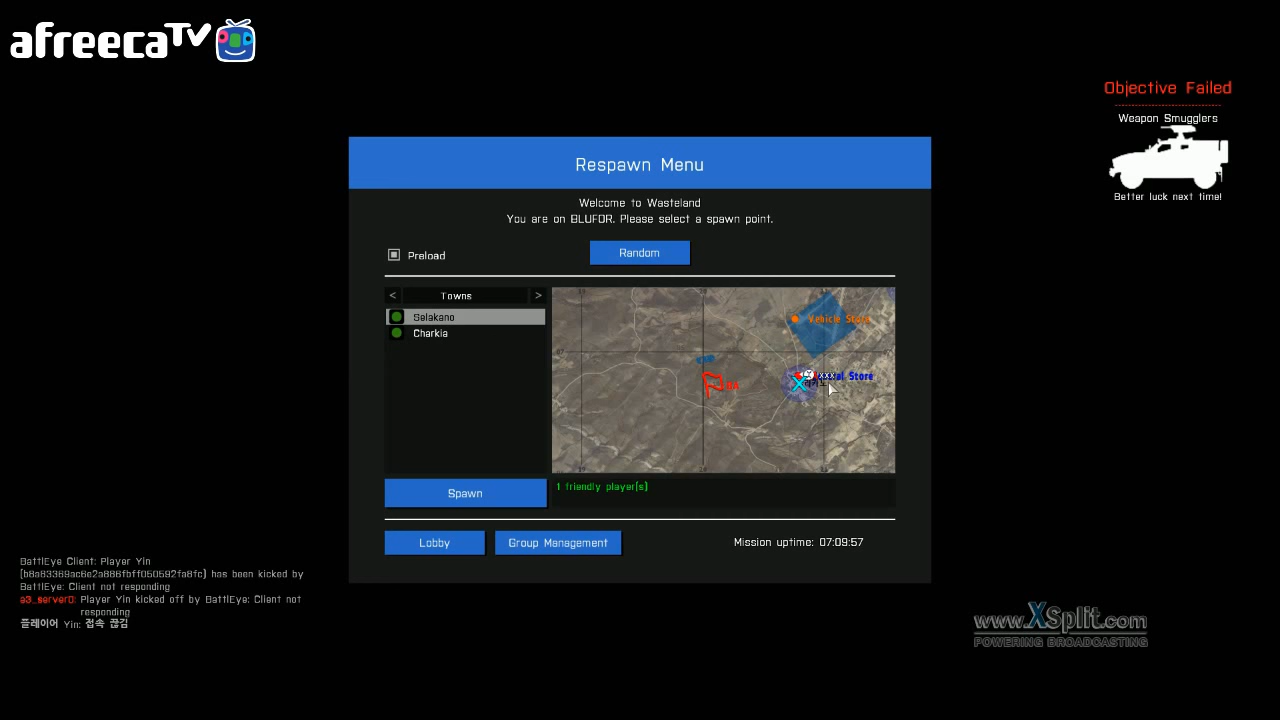 afreecaTV
Objective Failed
Weapon Smugglers
Better luck next time!
Respawn Menu
Welcome to Wasteland
You are on BLUFOR. Please select a spawn point.
Preload
Random
< Towns >
Selakano
Charkia
Vehicle Store
Store
Spawn
1 friendly player(s)
Lobby
Group Management
Mission uptime: 07:09:57
BattlEye Client: Player Yin
has been kicked by
BattlEye: Client not responding
a3_server0: Player Yin kicked off by BattlEye: Client not
responding
플레이어 Yin: 접속 끊김
www.XSplit.com
POWERING BROADCASTING